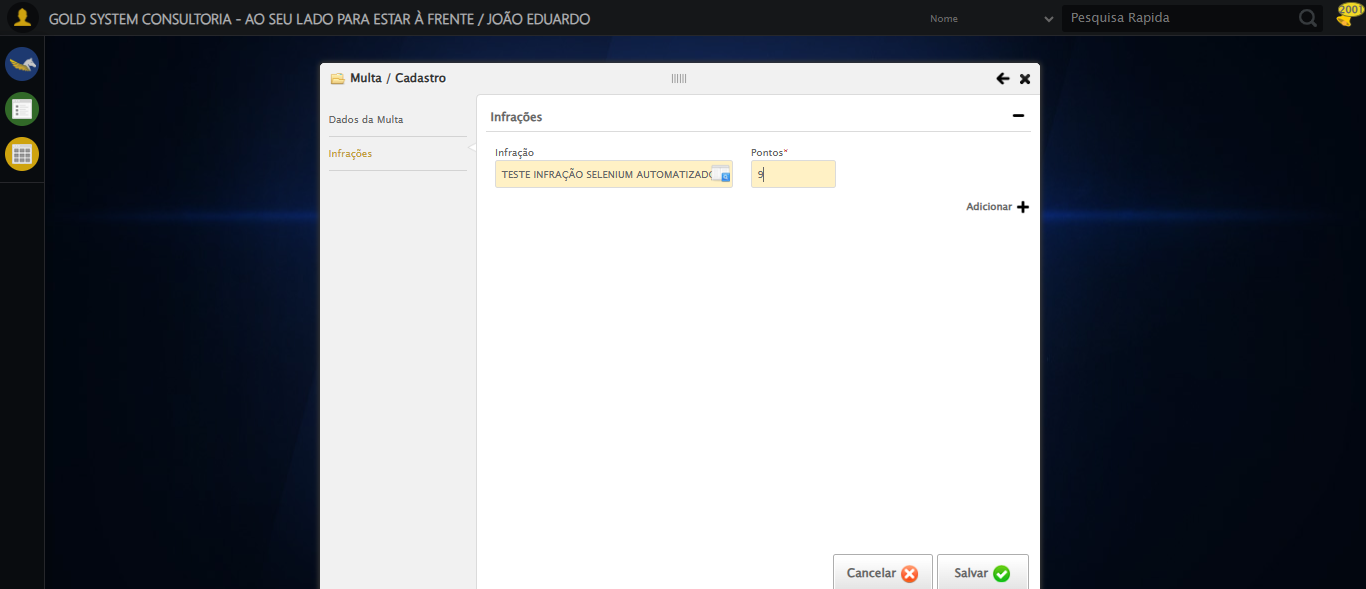 GOLD SYSTEM CONSULTORIA - AO SEU LADO PARA ESTAR À FRENTE / JOÃO EDUARDO
Nome
Pesquisa Rapida
2001
Multa / Cadastro
Dados da Multa
Infrações
Infrações
Infração
Pontos*
TESTE INFRAÇÃO SELENIUM AUTOMATIZADO
9
Adicionar
Cancelar
Salvar